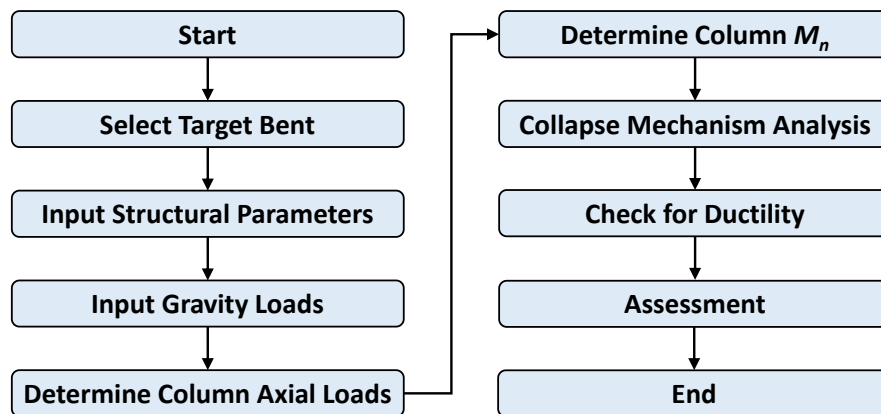 Start
Select Target Bent
Input Structural Parameters
Input Gravity Loads
Determine Column Axial Loads
Determine Column Mn
Collapse Mechanism Analysis
Check for Ductility
Assessment
End